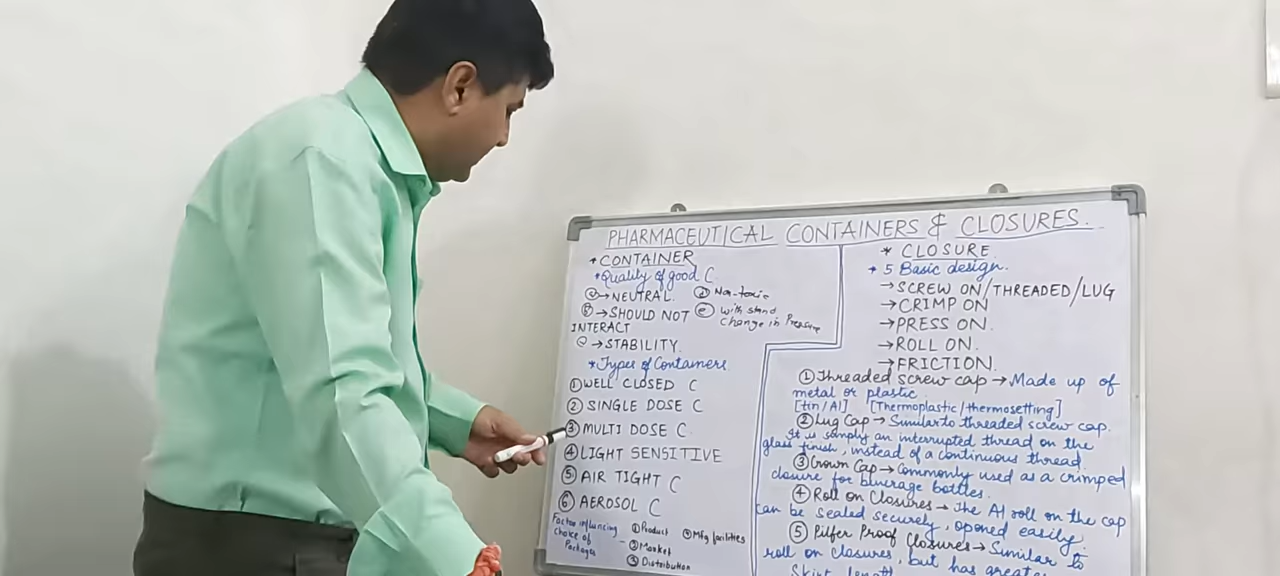 PHARMACEUTICAL CONTAINERS & CLOSURES.
* CONTAINER
* Quality of good C.
ⓐ → NEUTRAL. ⓓ Non-toxic
ⓑ → SHOULD NOT INTERACT
ⓔ withstand change in Pressure
ⓒ → STABILITY.
* Types of Containers.
① WELL CLOSED C
② SINGLE DOSE C
③ MULTI DOSE C
④ LIGHT SENSITIVE
⑤ AIR TIGHT C
⑥ AEROSOL C
Factor influencing choice of Packages -
① Product
② Market
③ Distribution
④ Mfg facilities
* CLOSURE
* 5 Basic design.
→ SCREW ON/THREADED/LUG
→ CRIMP ON
→ PRESS ON.
→ ROLL ON.
→ FRICTION.
① Threaded screw cap → Made up of
metal or plastic.
[tin/Al] [Thermoplastic/thermosetting]
② Lug Cap → Similar to threaded screw cap.
It is simply an interrupted thread on the
glass finish, instead of a continuous thread.
③ Crown Cap → Commonly used as a crimped
closure for beverage bottles.
④ Roll on Closures → The Al roll on the cap
can be sealed securely, opened easily
⑤ Pilfer Proof Closures → Similar to
roll on closures, but has greater
Skirt length